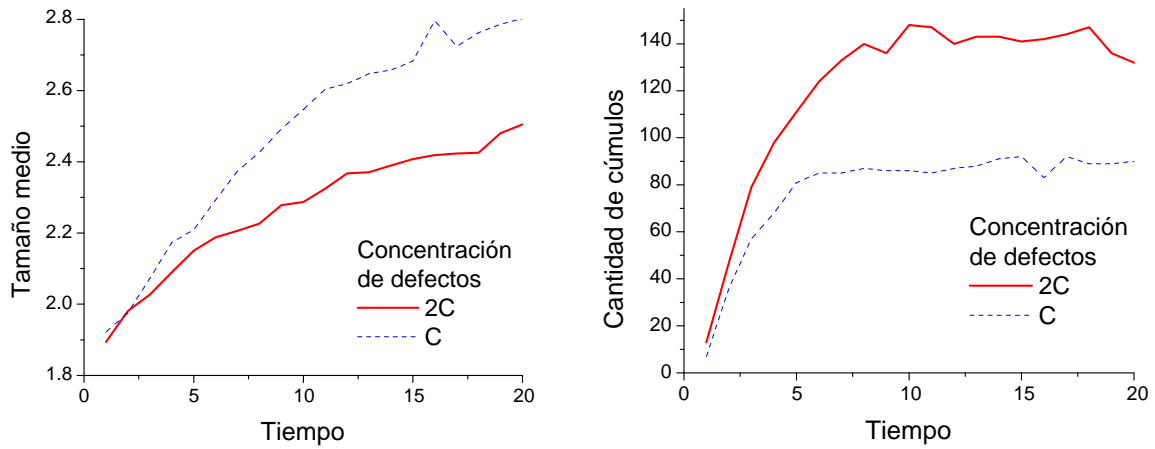 2.8
2.6
2.4
2.2
2.0
1.8
0
5
10
15
20
Tamaño medio
Tiempo
Concentración
de defectos
2C
C
140
120
100
80
60
40
20
0
0
5
10
15
20
Cantidad de cúmulos
Tiempo
Concentración
de defectos
2C
C